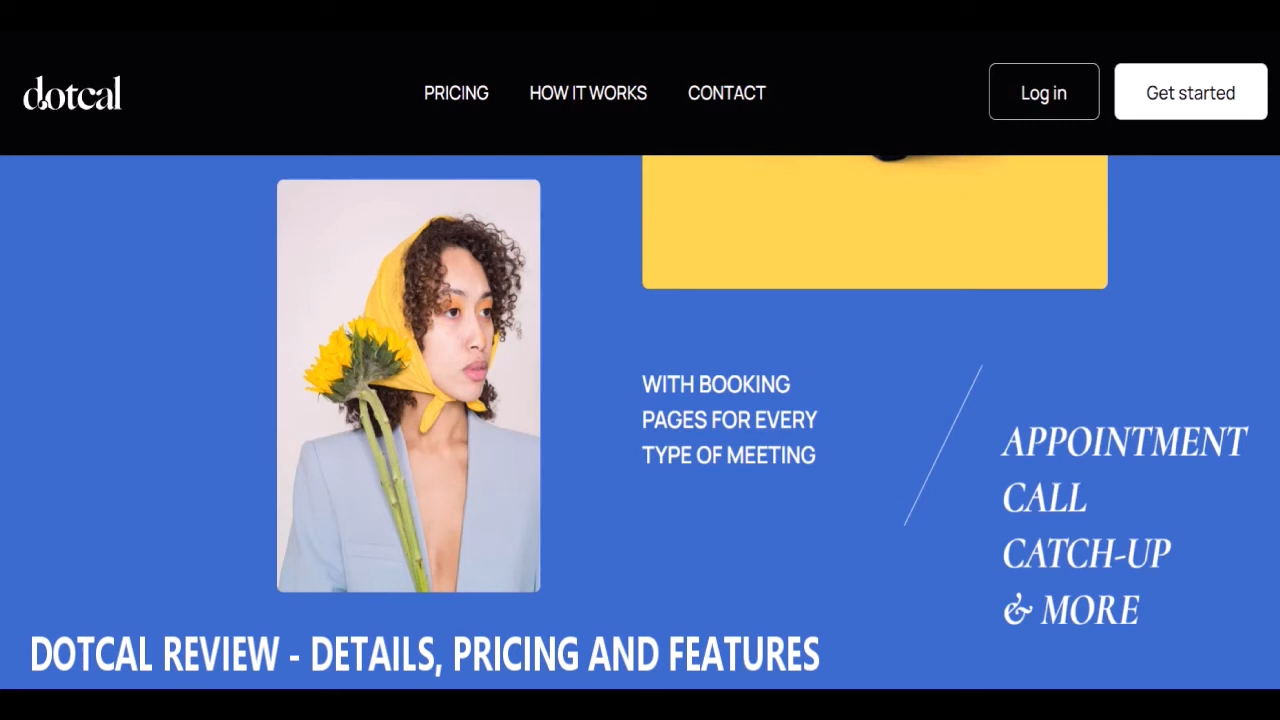 dotcal
PRICING
HOW IT WORKS
CONTACT
Log in
Get started
WITH BOOKING
PAGES FOR EVERY
TYPE OF MEETING
APPOINTMENT
CALL
CATCH-UP
& MORE
DOTCAL REVIEW - DETAILS, PRICING AND FEATURES